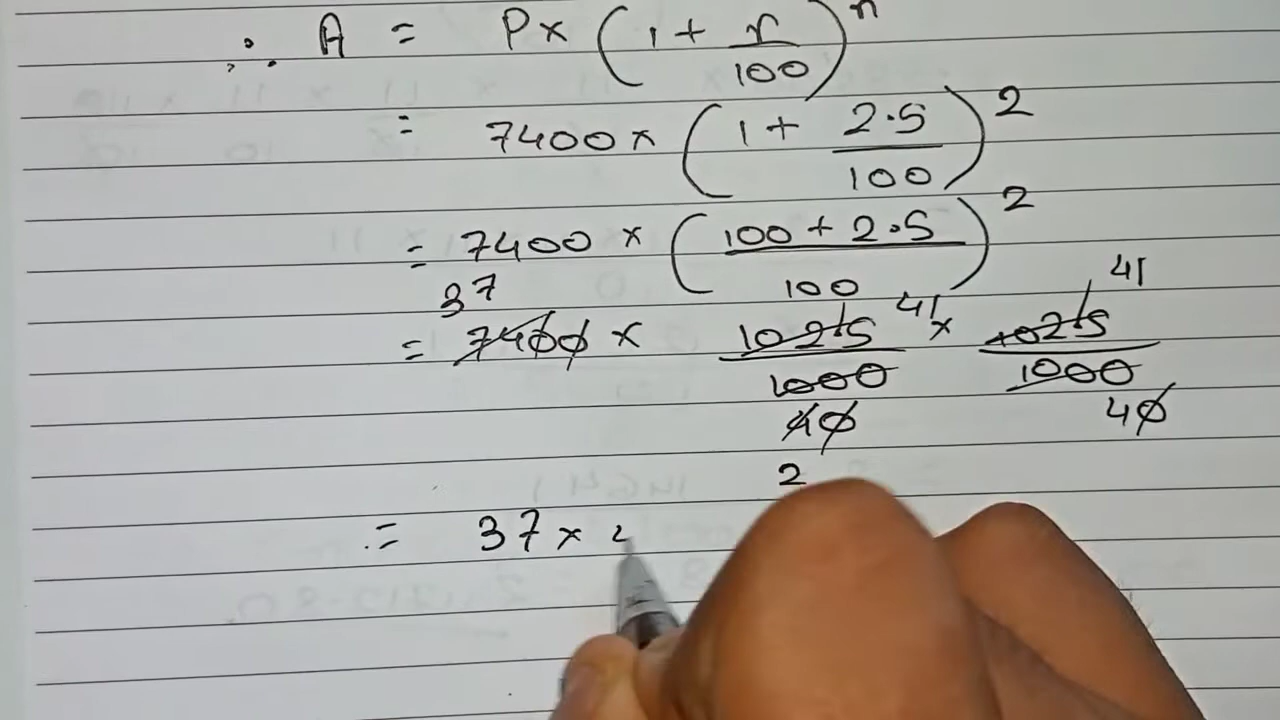 ∴ A = P × (1 + r/100)^n
= 7400 × (1 + 2.5/100)^2
= 7400 × (100 + 2.5/100)^2
37 41 41
= 7400 × 1025/1000 × 1025/1000
40 40
2
= 37 × 4